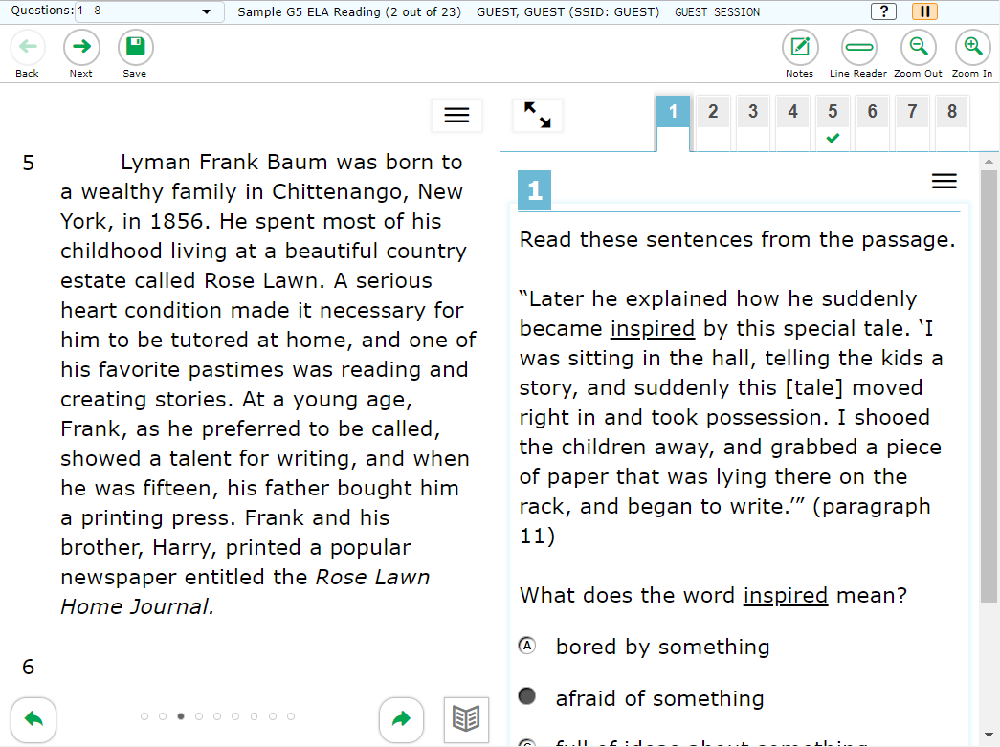 Questions: 1 - 8 Sample G5 ELA Reading (2 out of 23) GUEST, GUEST (SSID: GUEST) GUEST SESSION ?
Back Next Save Notes Line Reader Zoom Out Zoom In
1 2 3 4 5 6 7 8
5 Lyman Frank Baum was born to
a wealthy family in Chittenango, New
York, in 1856. He spent most of his
childhood living at a beautiful country
estate called Rose Lawn. A serious
heart condition made it necessary for
him to be tutored at home, and one of
his favorite pastimes was reading and
creating stories. At a young age,
Frank, as he preferred to be called,
showed a talent for writing, and when
he was fifteen, his father bought him
a printing press. Frank and his
brother, Harry, printed a popular
newspaper entitled the Rose Lawn
Home Journal.
6
1
Read these sentences from the passage.
“Later he explained how he suddenly
became inspired by this special tale. ‘I
was sitting in the hall, telling the kids a
story, and suddenly this [tale] moved
right in and took possession. I shooed
the children away, and grabbed a piece
of paper that was lying there on the
rack, and began to write.’” (paragraph
11)
What does the word inspired mean?
A bored by something
afraid of something
full of ideas about something